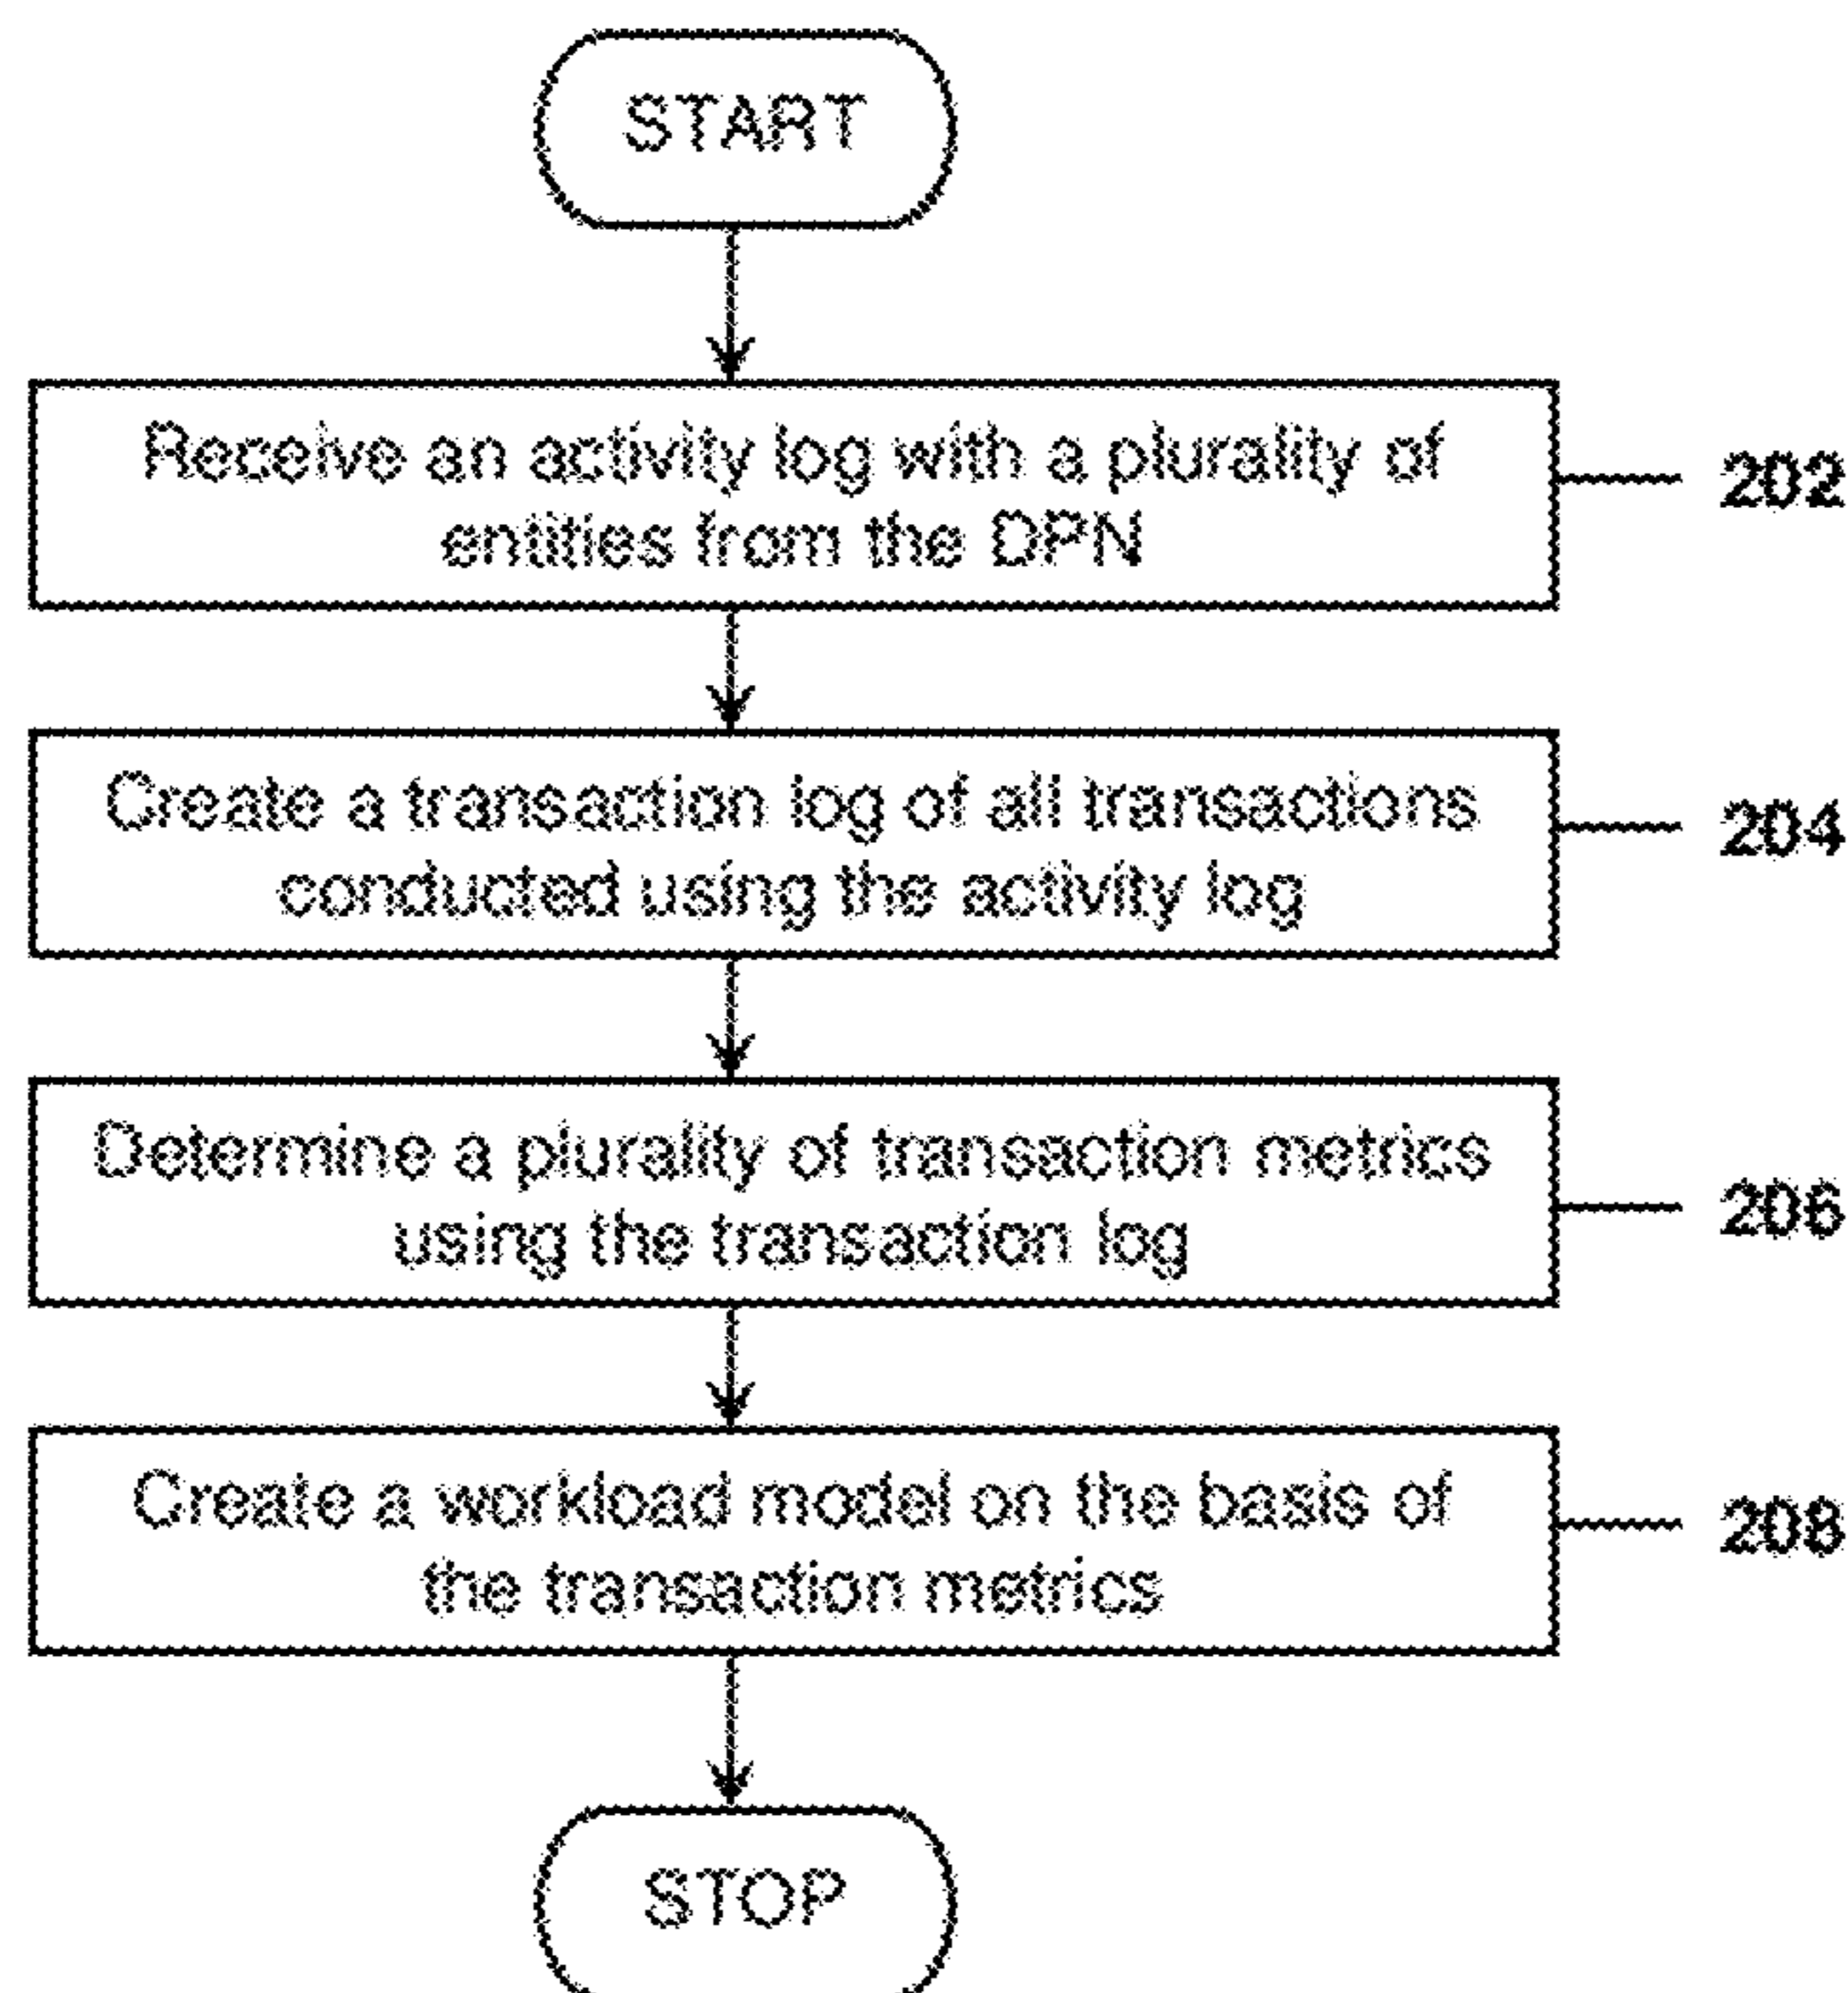 START
Receive an activity log with a plurality of
entities from the DPN
202
Create a transaction log of all transactions
conducted using the activity log
204
Determine a plurality of transaction metrics
using the transaction log
206
Create a workload model on the basis of
the transaction metrics
208
STOP